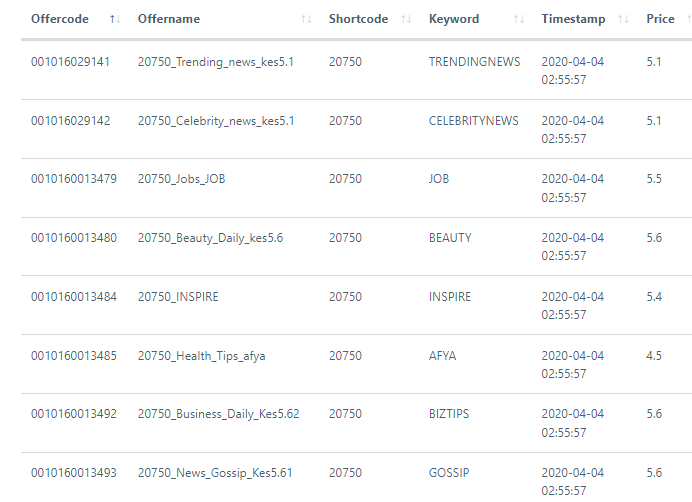 Offercode Offername Shortcode Keyword Timestamp Price
001016029141 20750_Trending_news_kes5.1 20750 TRENDINGNEWS 2020-04-04 5.1
02:55:57
001016029142 20750_Celebrity_news_kes5.1 20750 CELEBRITYNEWS 2020-04-04 5.1
02:55:57
0010160013479 20750_Jobs_JOB 20750 JOB 2020-04-04 5.5
02:55:57
0010160013480 20750_Beauty_Daily_kes5.6 20750 BEAUTY 2020-04-04 5.6
02:55:57
0010160013484 20750_INSPIRE 20750 INSPIRE 2020-04-04 5.4
02:55:57
0010160013485 20750_Health_Tips_afya 20750 AFYA 2020-04-04 4.5
02:55:57
0010160013492 20750_Business_Daily_Kes5.62 20750 BIZTIPS 2020-04-04 5.6
02:55:57
0010160013493 20750_News_Gossip_Kes5.61 20750 GOSSIP 2020-04-04 5.6
02:55:57